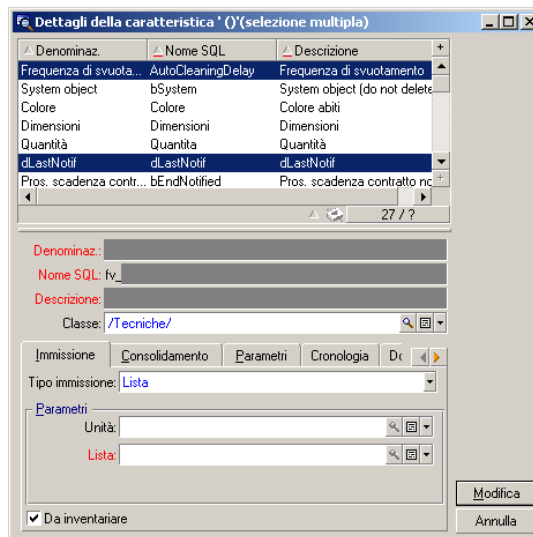 Dettagli della caratteristica ' ()'(selezione multipla)
Denominaz. Nome SQL Descrizione +
Frequenza di svuota... AutoCleaningDelay Frequenza di svuotamento
System object bSystem System object (do not delete
Colore Colore Colore abiti
Dimensioni Dimensioni Dimensioni
Quantità Quantita Quantità
dLastNotif dLastNotif dLastNotif
Pros. scadenza contr... bEndNotified Pros. scadenza contratto no
27 / ?
Denominaz.:
Nome SQL: fv_
Descrizione:
Classe: /Tecniche/
Immissione Consolidamento Parametri Cronologia Do
Tipo immissione: Lista
Parametri
Unità:
Lista:
Modifica
Da inventariare
Annulla